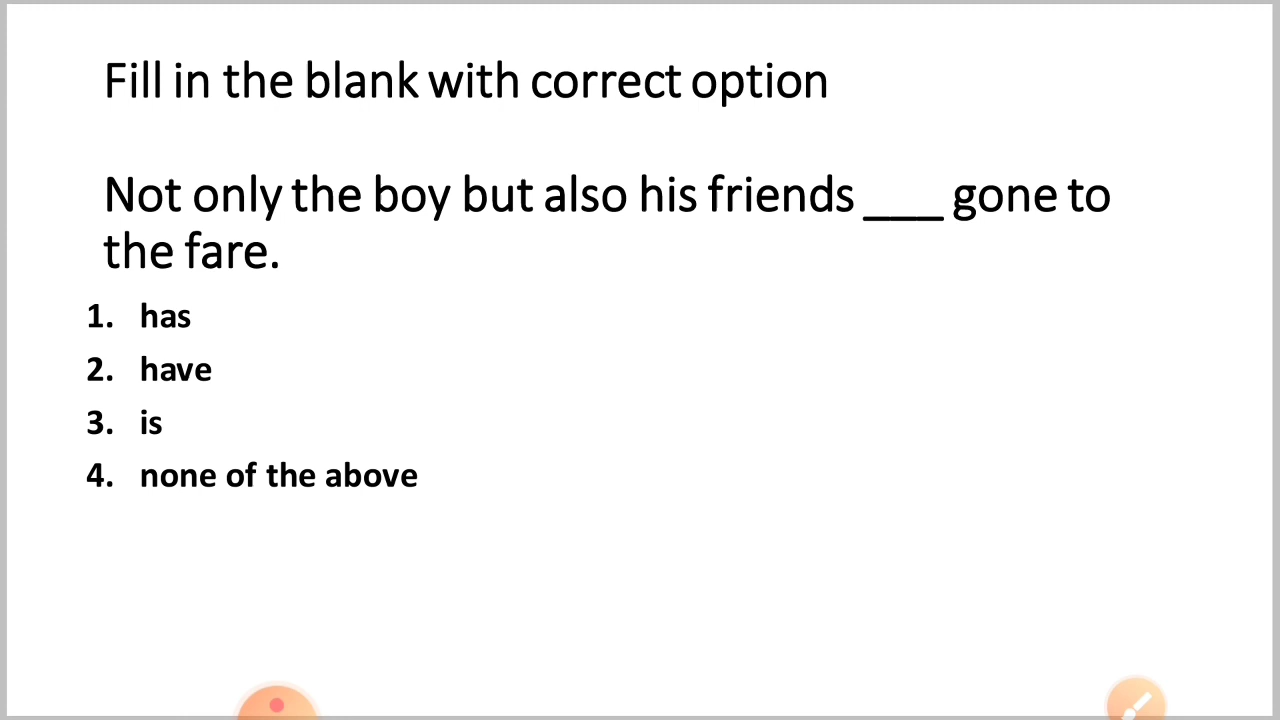 Fill in the blank with correct option
Not only the boy but also his friends ___ gone to
the fare.
1. has
2. have
3. is
4. none of the above